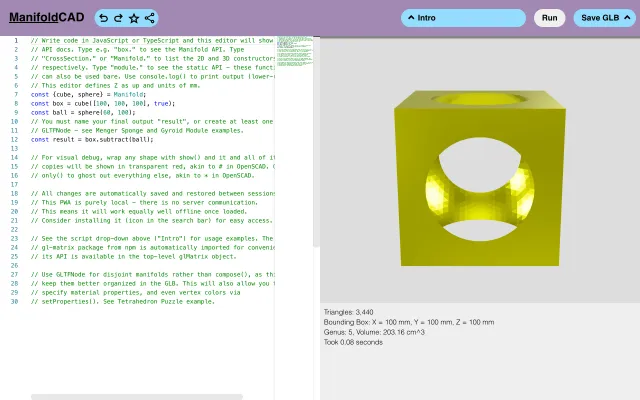 ManifoldCAD
Intro
Run
Save GLB
1 // Write code in JavaScript or TypeScript and this editor will show
2 // API docs. Type e.g. "box." to see the Manifold API. Type
3 // "CrossSection." or "Manifold." to list the 2D and 3D constructors
4 // respectively. Type "module." to see the static API - these functi
5 // can also be used bare. Use console.log() to print output (lower-r
6 // This editor defines Z as up and units of mm.
7 const {cube, sphere} = Manifold;
8 const box = cube([100, 100, 100], true);
9 const ball = sphere(60, 100);
10 // You must name your final output "result", or create at least one
11 // GLTFNode - see Menger Sponge and Gyroid Module examples.
12 const result = box.subtract(ball);
13
14 // For visual debug, wrap any shape with show() and it and all of it
15 // copies will be shown in transparent red, akin to # in OpenSCAD. O
16 // only() to ghost out everything else, akin to * in OpenSCAD.
17
18 // All changes are automatically saved and restored between sessions
19 // This PWA is purely local - there is no server communication.
20 // This means it will work equally well offline once loaded.
21 // Consider installing it (icon in the search bar) for easy access.
22
23 // See the script drop-down above ("Intro") for usage examples. The
24 // gl-matrix package from npm is automatically imported for convenie
25 // its API is available in the top-level glMatrix object.
26
27 // Use GLTFNode for disjoint manifolds rather than compose(), as thi
28 // keep them better organized in the GLB. This will also allow you t
29 // specify material properties, and even vertex colors via
30 // setProperties(). See Tetrahedron Puzzle example.
Triangles: 3,440
Bounding Box: X = 100 mm, Y = 100 mm, Z = 100 mm
Genus: 5, Volume: 203.16 cm^3
Took 0.08 seconds